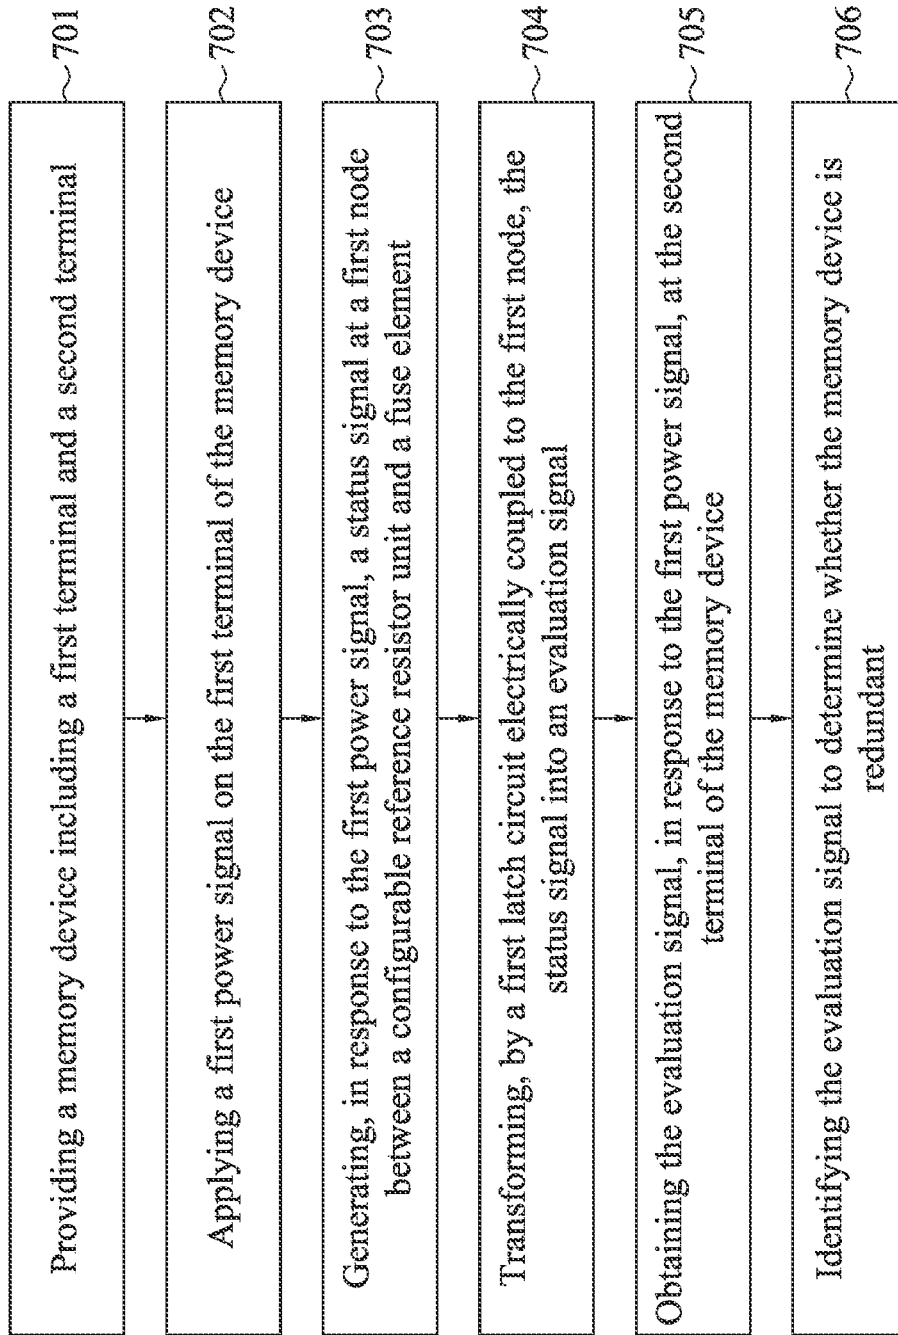 Providing a memory device including a first terminal and a second terminal
701
Applying a first power signal on the first terminal of the memory device
702
Generating, in response to the first power signal, a status signal at a first node
between a configurable reference resistor unit and a fuse element
703
Transforming, by a first latch circuit electrically coupled to the first node, the
status signal into an evaluation signal
704
Obtaining the evaluation signal, in response to the first power signal, at the second
terminal of the memory device
705
Identifying the evaluation signal to determine whether the memory device is
redundant
706